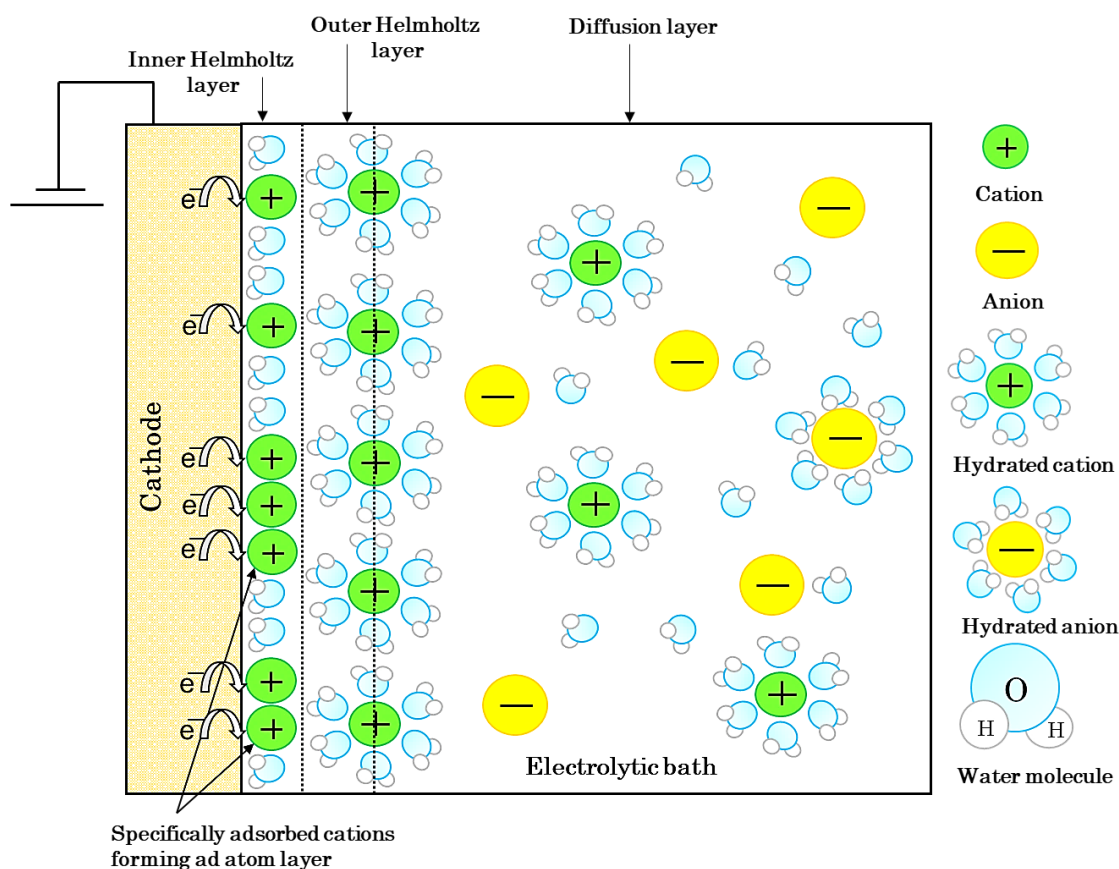 Outer Helmholtz
layer
Diffusion layer
Inner Helmholtz
layer
+
Cation
—
Anion
+
Hydrated cation
—
Hydrated anion
O
H
H
Water molecule
Cathode
e⁻
+
e⁻
+
e⁻
+
e⁻
+
e⁻
+
e⁻
+
e⁻
+
+
+
+
+
+
+
+
+
—
—
—
—
—
—
Electrolytic bath
Specifically adsorbed cations
forming ad atom layer